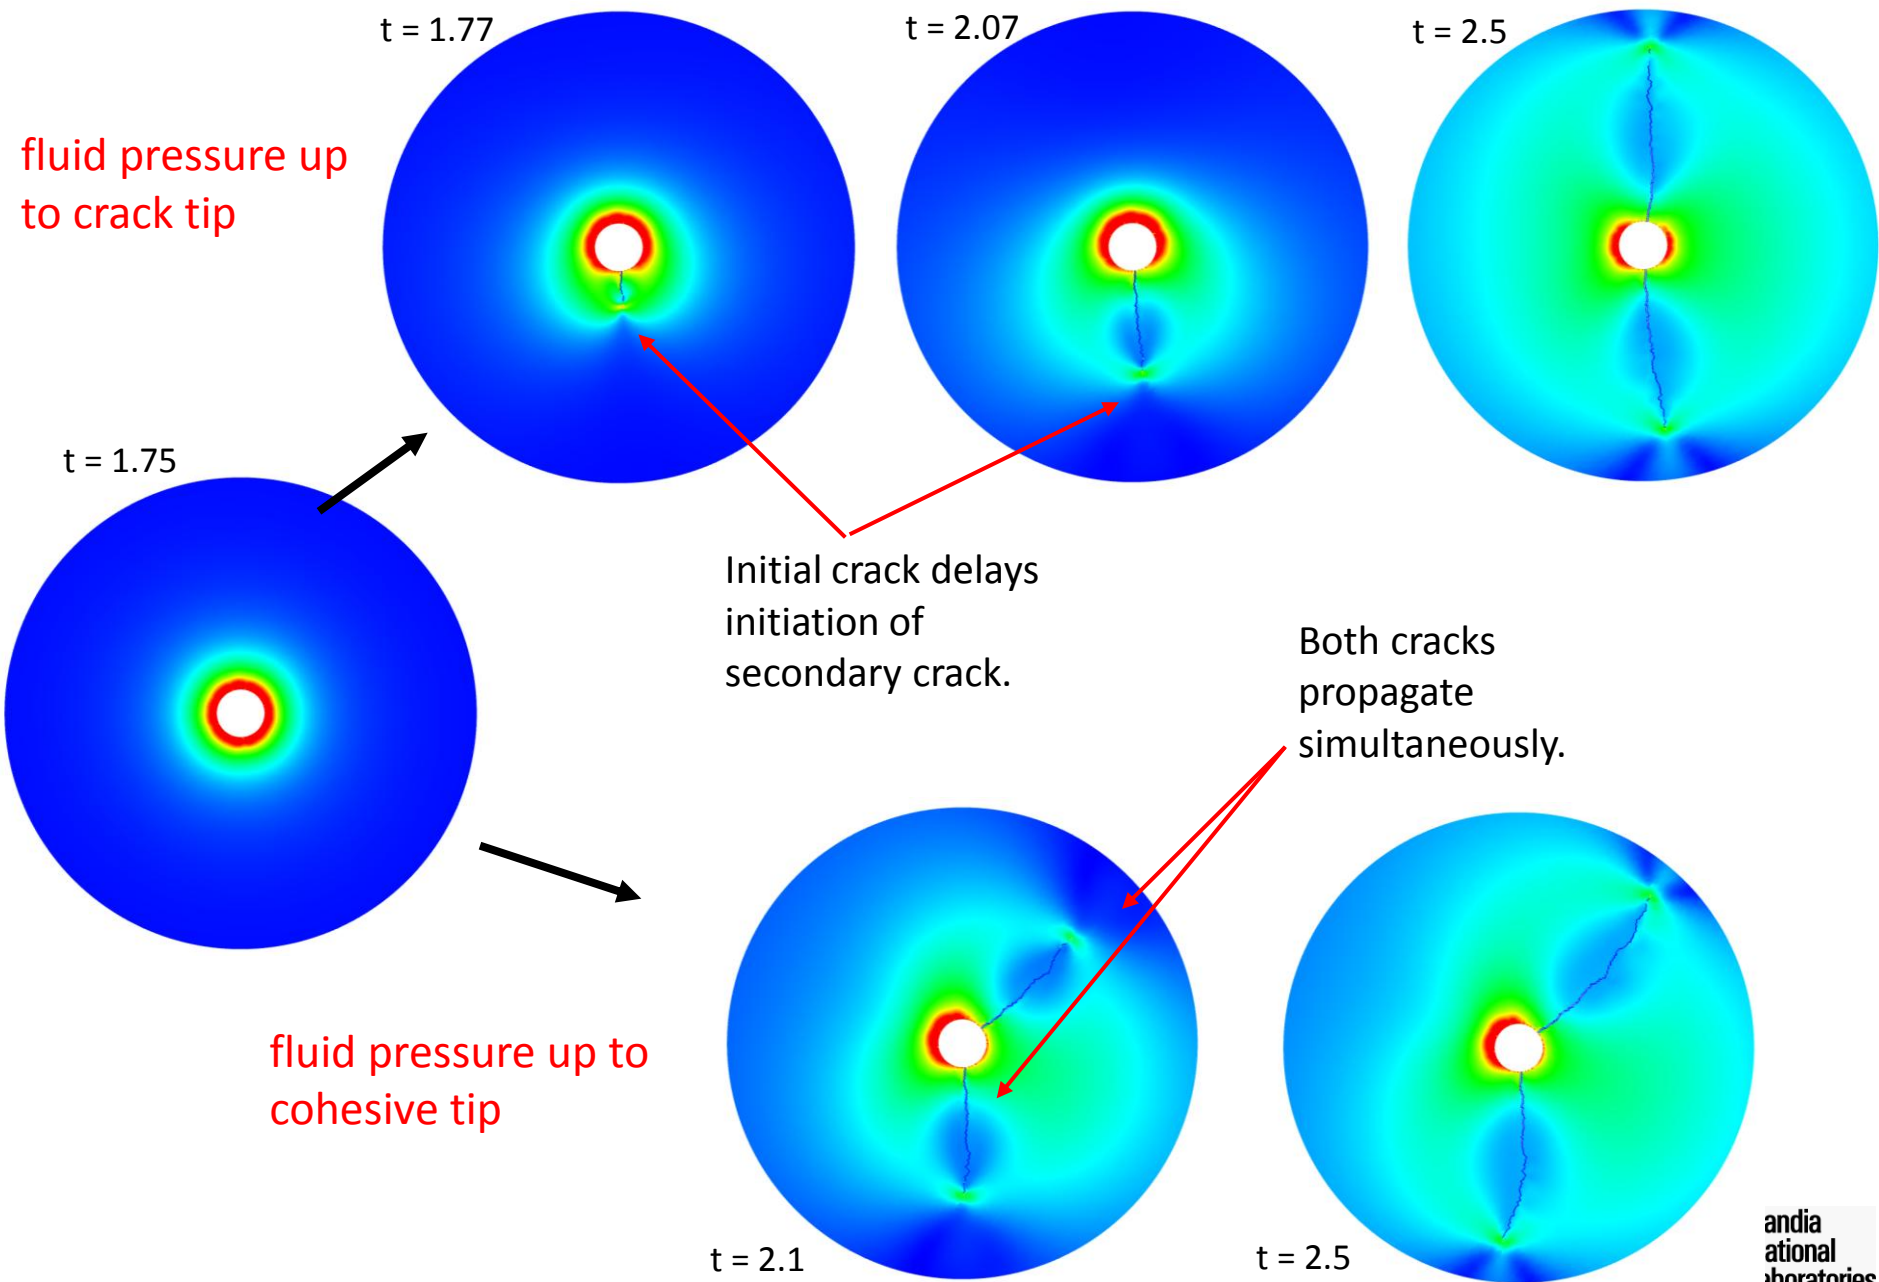 t = 1.77
t = 2.07
t = 2.5
fluid pressure up
to crack tip
t = 1.75
Initial crack delays
initiation of
secondary crack.
Both cracks
propagate
simultaneously.
fluid pressure up to
cohesive tip
t = 2.1
t = 2.5
andia
ational
aboratories